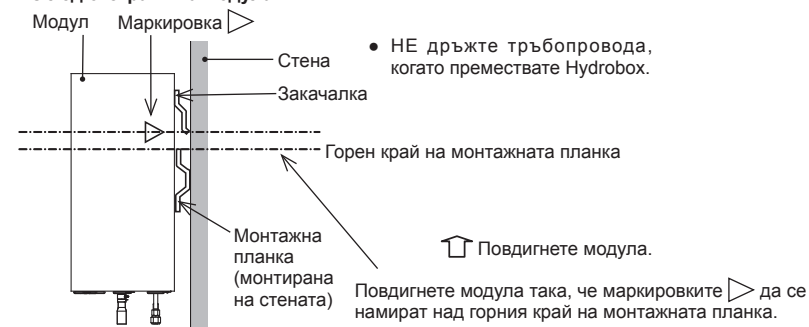 Модул
Маркировка
Стена
● НЕ дръжте тръбопровода,
когато премествате Hydrobox.
Закачалка
Горен край на монтажната планка
Монтажна
планка
(монтирана
на стената)
Повдигнете модула.
Повдигнете модула така, че маркировките ▷ да се
намират над горния край на монтажната планка.